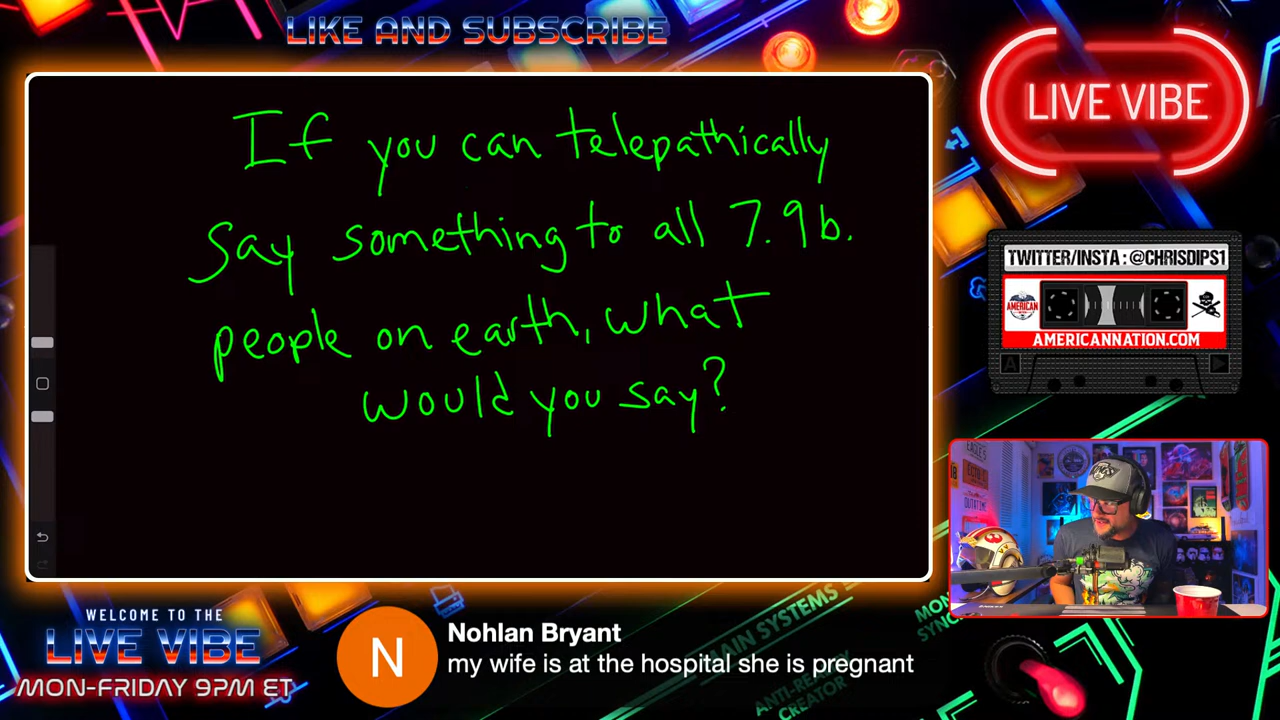 LIKE AND SUBSCRIBE
LIVE VIBE
If you can telepathically
say something to all 7.9 b.
people on earth, what
would you say?
TWITTER/INSTA : @CHRISDIPS1
AMERICAN
AMERICANNATION.COM
A
WELCOME TO THE
LIVE VIBE
MON-FRIDAY 9PM ET
N
Nohlan Bryant
my wife is at the hospital she is pregnant